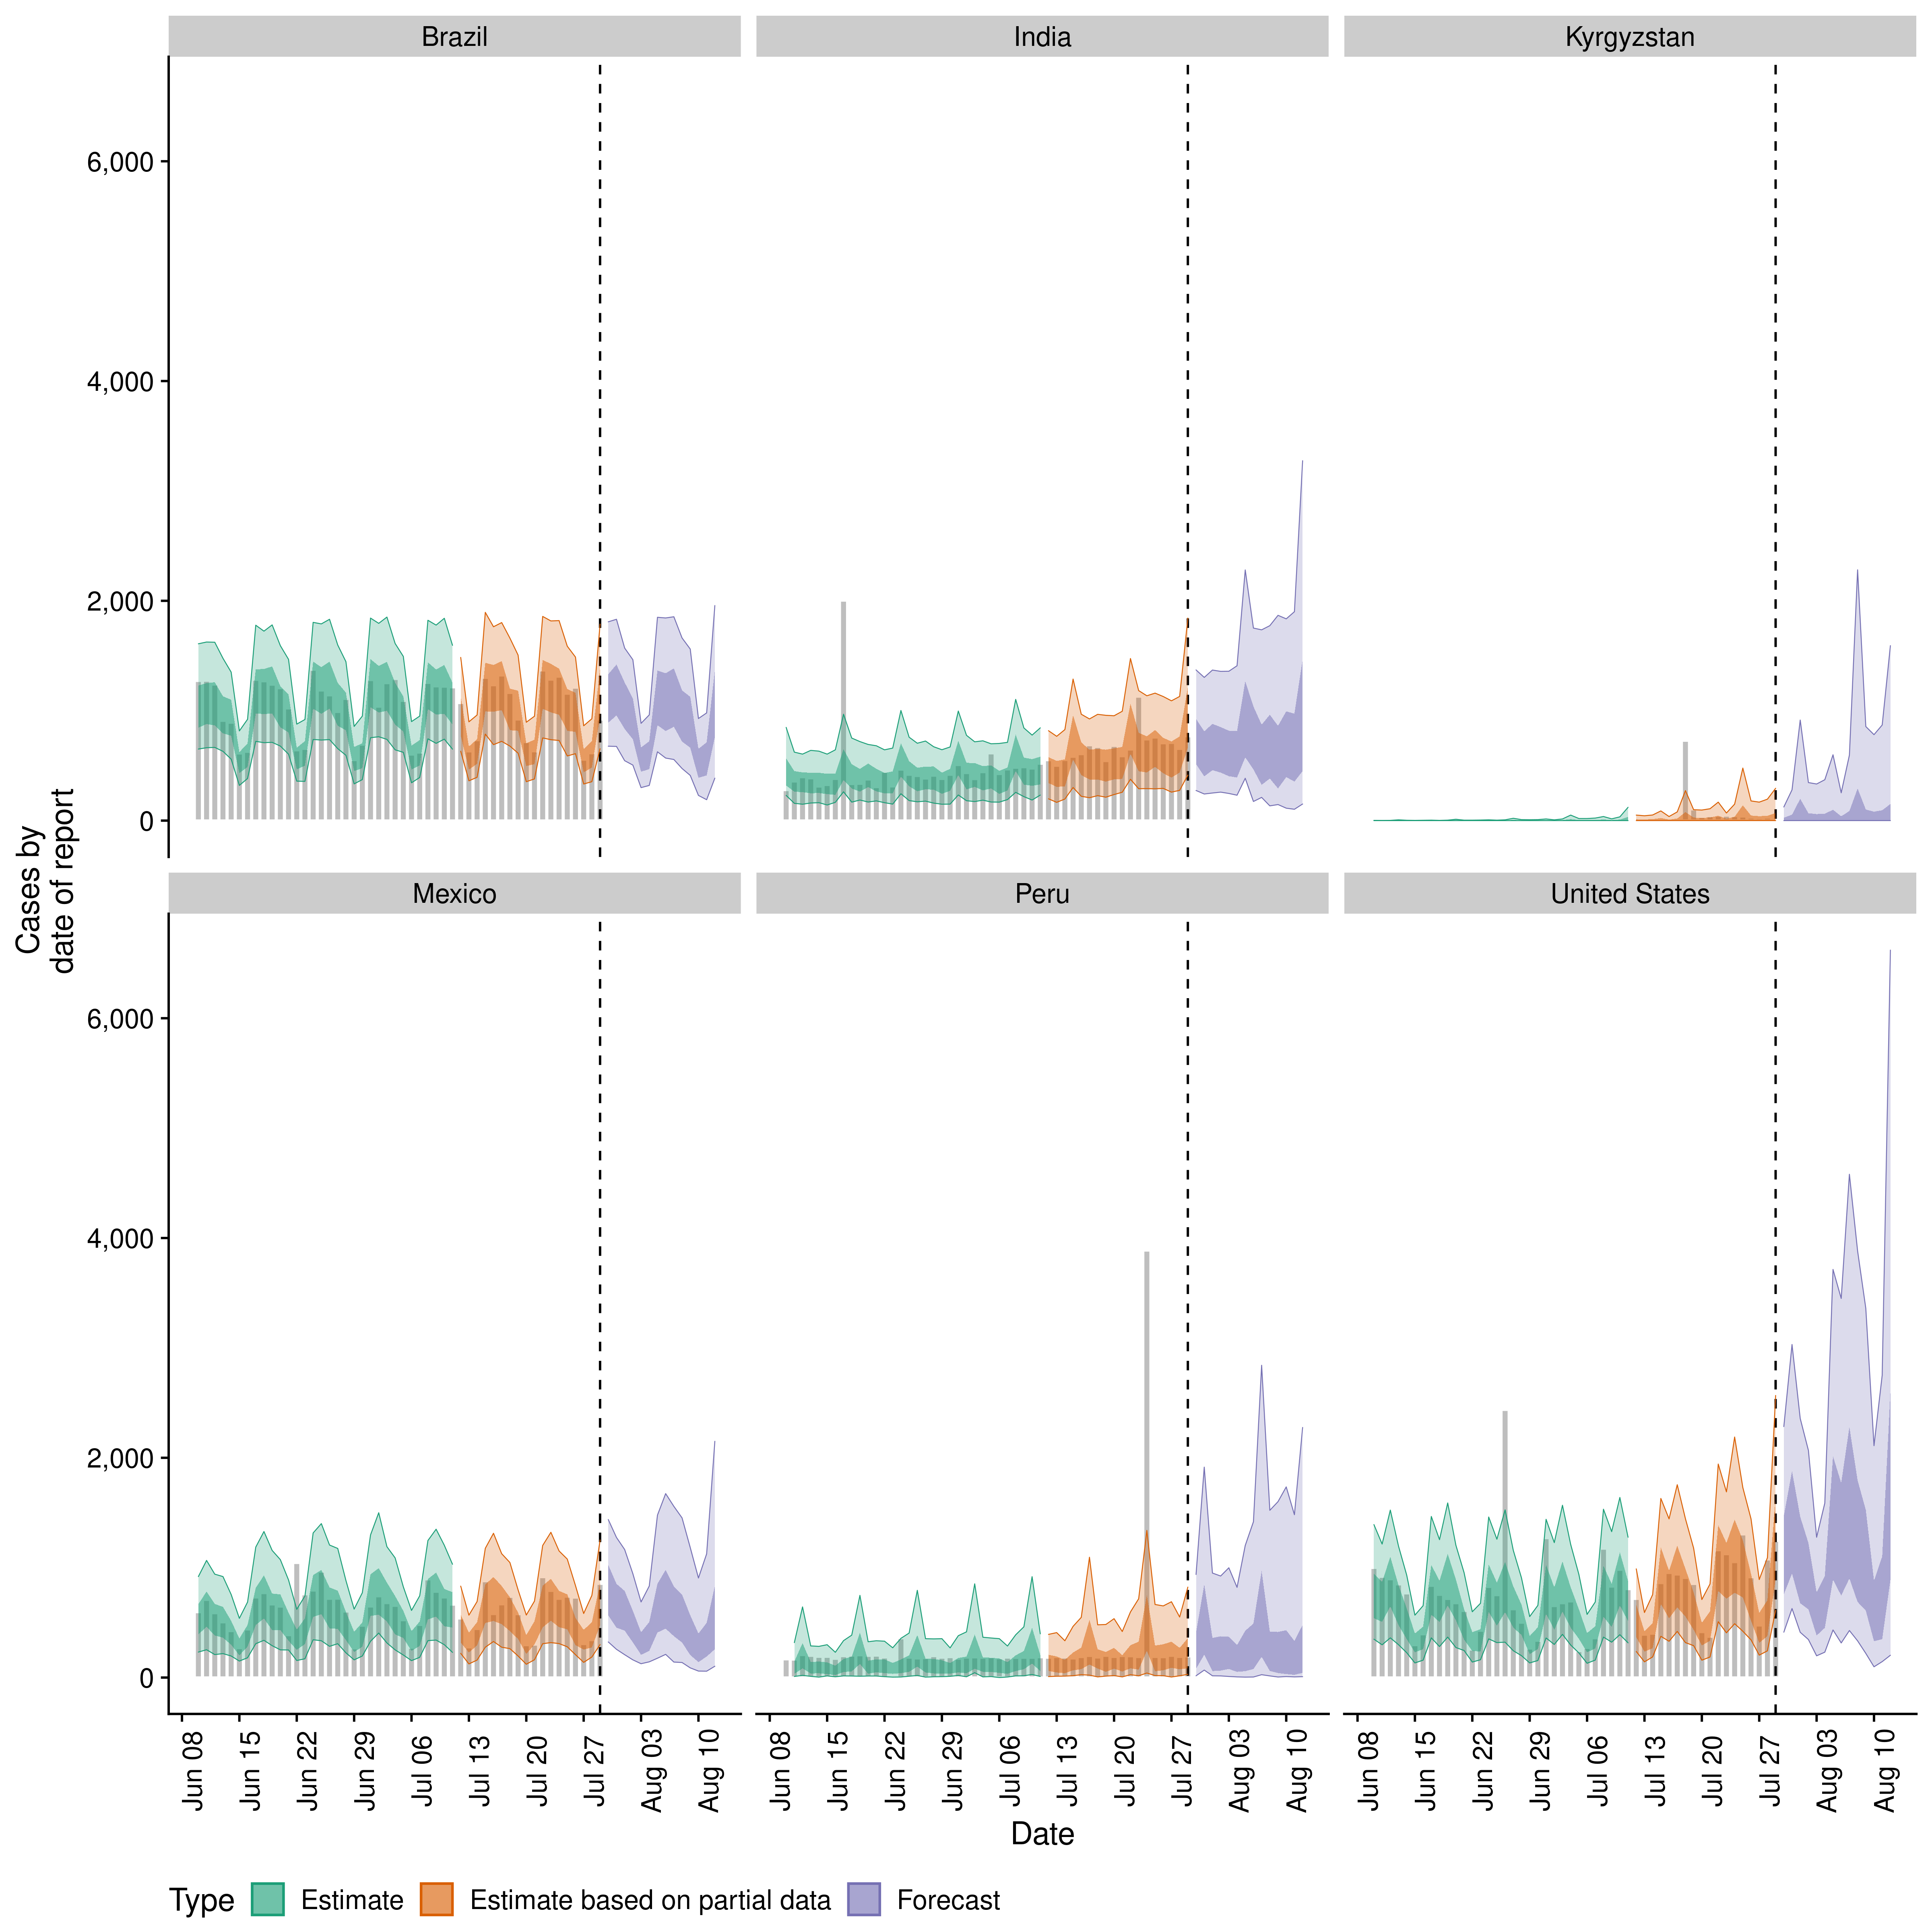 Brazil
India
Kyrgyzstan
6,000
4,000
2,000
0
Cases by
date of report
Mexico
Peru
United States
6,000
4,000
2,000
0
Jun 08
Jun 15
Jun 22
Jun 29
Jul 06
Jul 13
Jul 20
Jul 27
Aug 03
Aug 10
Jun 08
Jun 15
Jun 22
Jun 29
Jul 06
Jul 13
Jul 20
Jul 27
Aug 03
Aug 10
Jun 08
Jun 15
Jun 22
Jun 29
Jul 06
Jul 13
Jul 20
Jul 27
Aug 03
Aug 10
Date
Type Estimate Estimate based on partial data Forecast